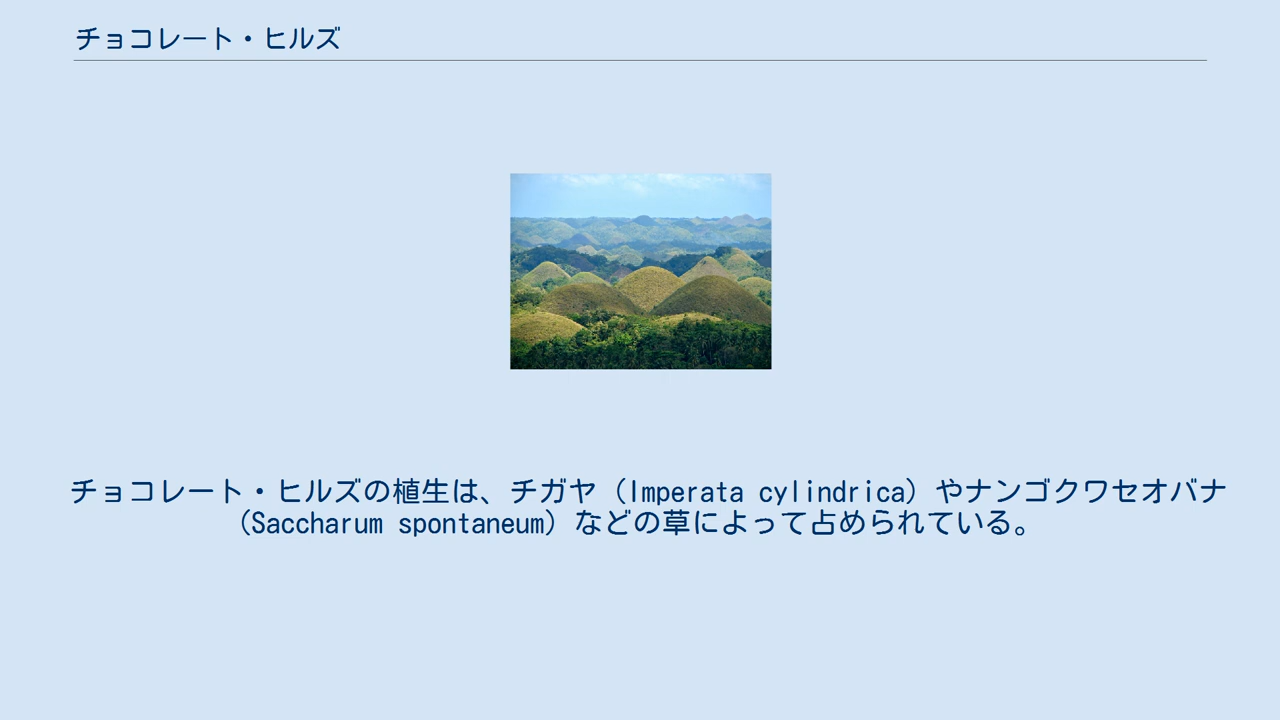 チョコレート・ヒルズ
チョコレート・ヒルズの植生は、チガヤ（Imperata cylindrica）やナンゴクワセオバナ
（Saccharum spontaneum）などの草によって占められている。